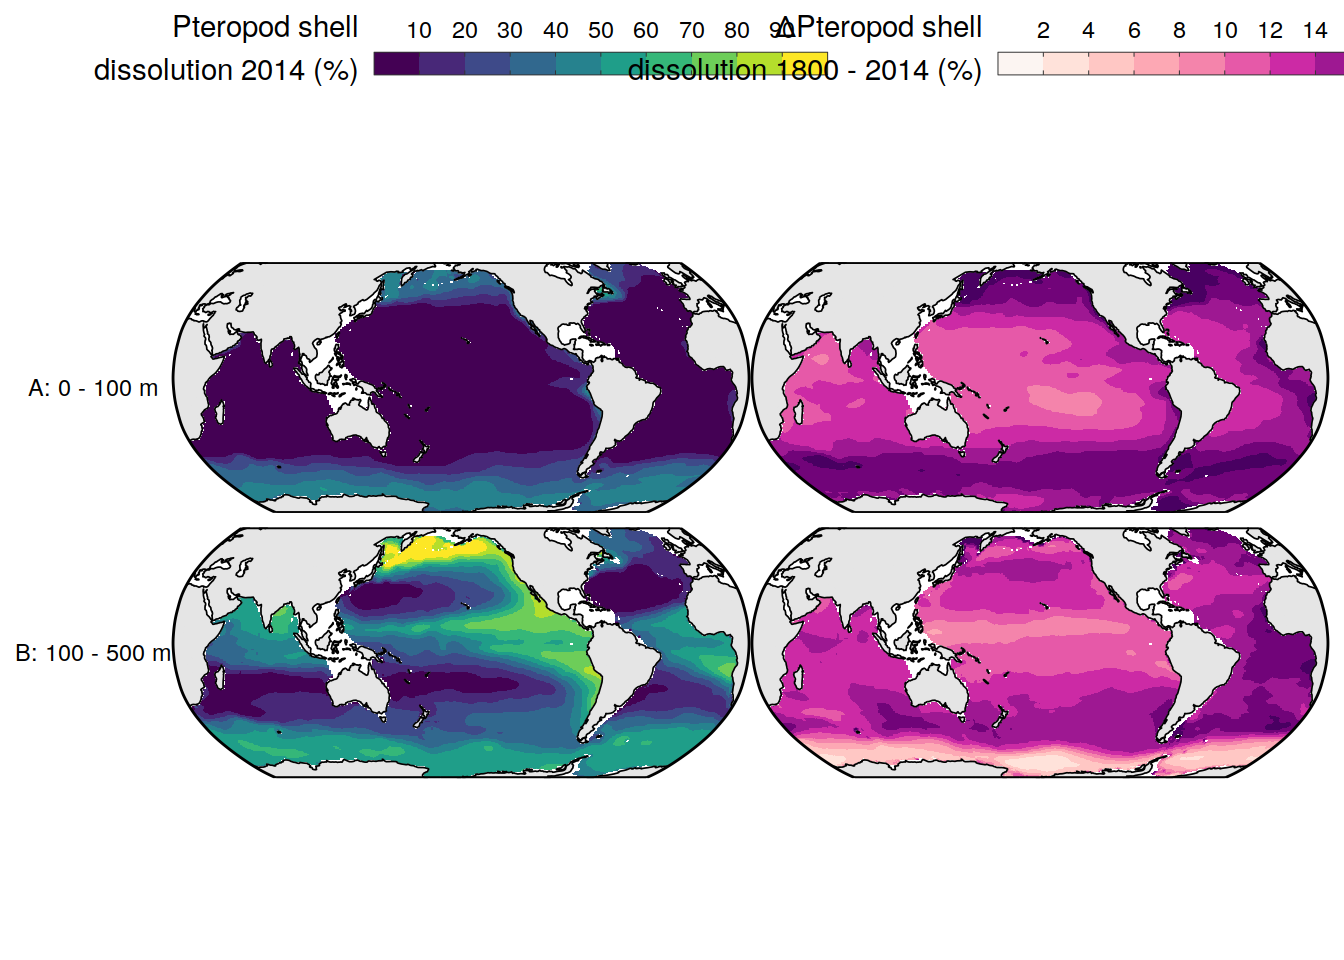 Pteropod shell
dissolution 2014 (%)
10 20 30 40 50 60 70 80 90
ΔPteropod shell
dissolution 1800 - 2014 (%)
2 4 6 8 10 12 14
A: 0 - 100 m
B: 100 - 500 m